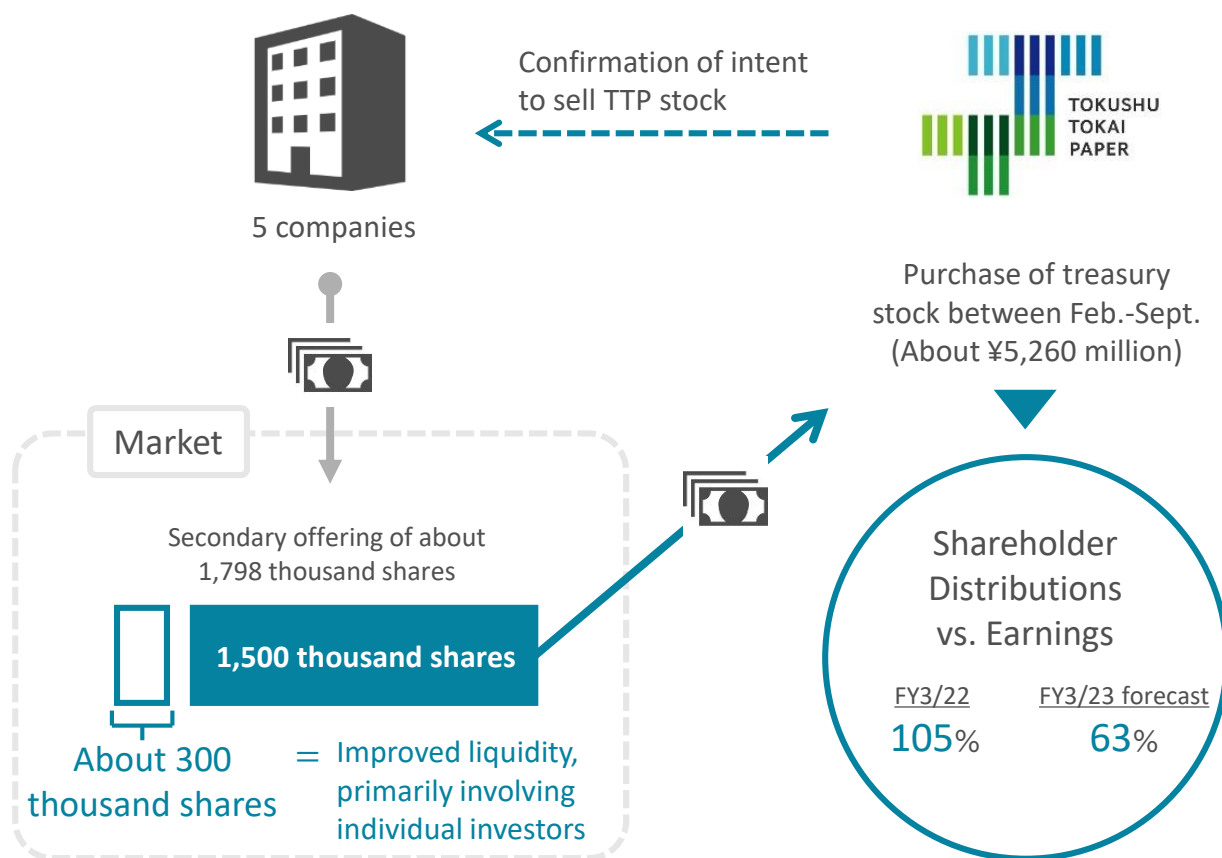 Confirmation of intent
to sell TTP stock
TOKUSHU
TOKAI
PAPER
5 companies
Purchase of treasury
stock between Feb.-Sept.
(About ¥5,260 million)
Market
Secondary offering of about
1,798 thousand shares
1,500 thousand shares
About 300
thousand shares
= Improved liquidity,
primarily involving
individual investors
Shareholder
Distributions
vs. Earnings
FY3/22 FY3/23 forecast
105% 63%